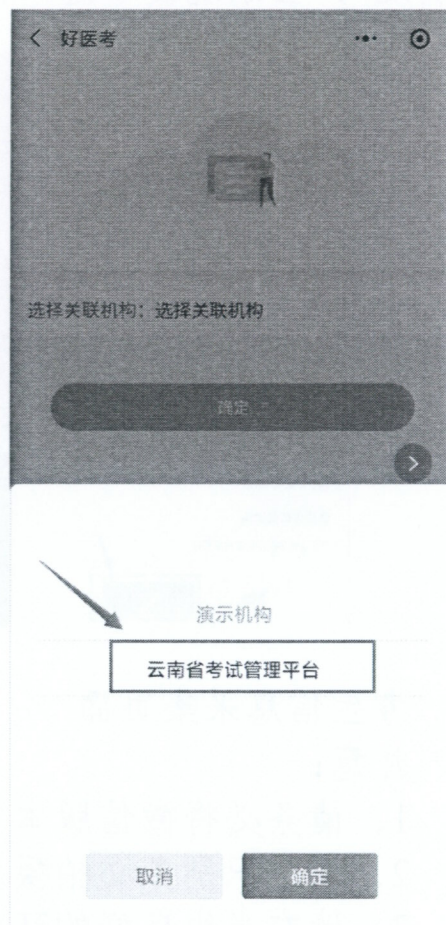 好医考
选择关联机构：选择关联机构
确定
演示机构
云南省考试管理平台
取消
确定